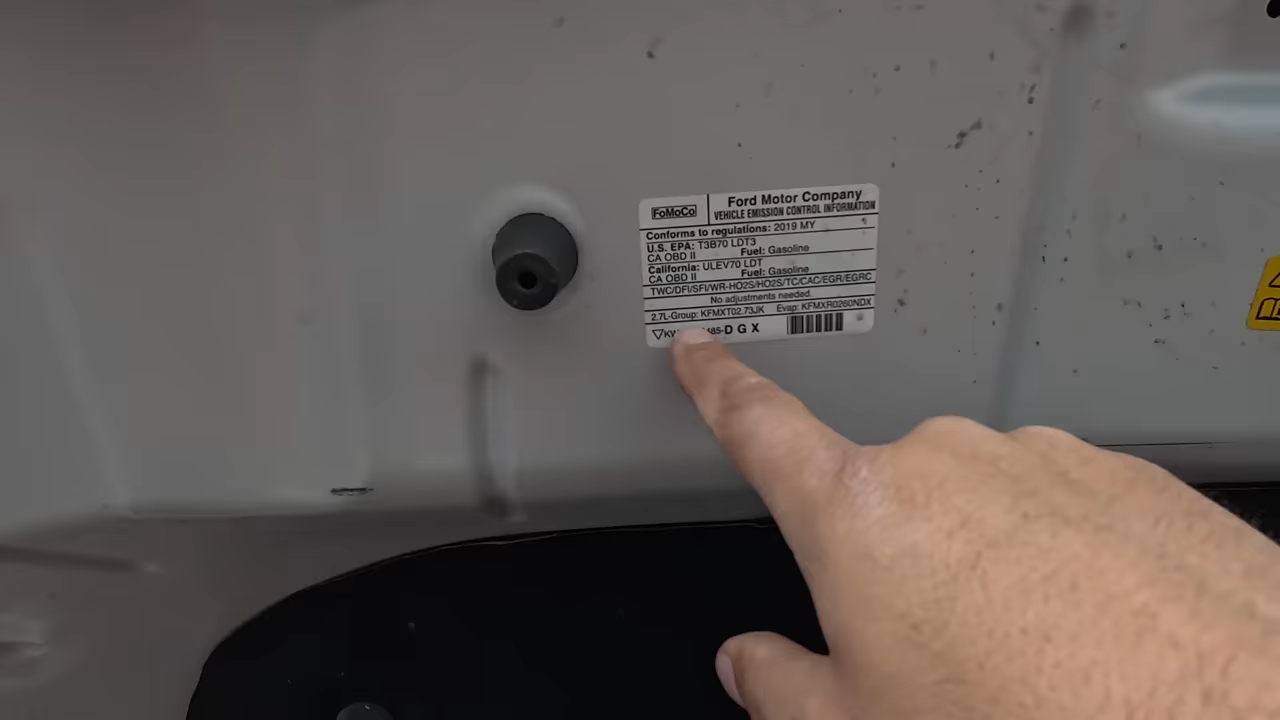 FoMoCo
Ford Motor Company
VEHICLE EMISSION CONTROL INFORMATION
Conforms to regulations: 2019 MY
U.S. EPA: T3B70 LDT3
CA OBD II Fuel: Gasoline
California: ULEV70 LDT
CA OBD II Fuel: Gasoline
TWC/DFI/SFI/WR-HO2S/HO2S/TC/CAC/EGR/EGRC
No adjustments needed.
2.7L-Group: KFMXT02.73JK Evap: KFMXR0260NDX
D G X